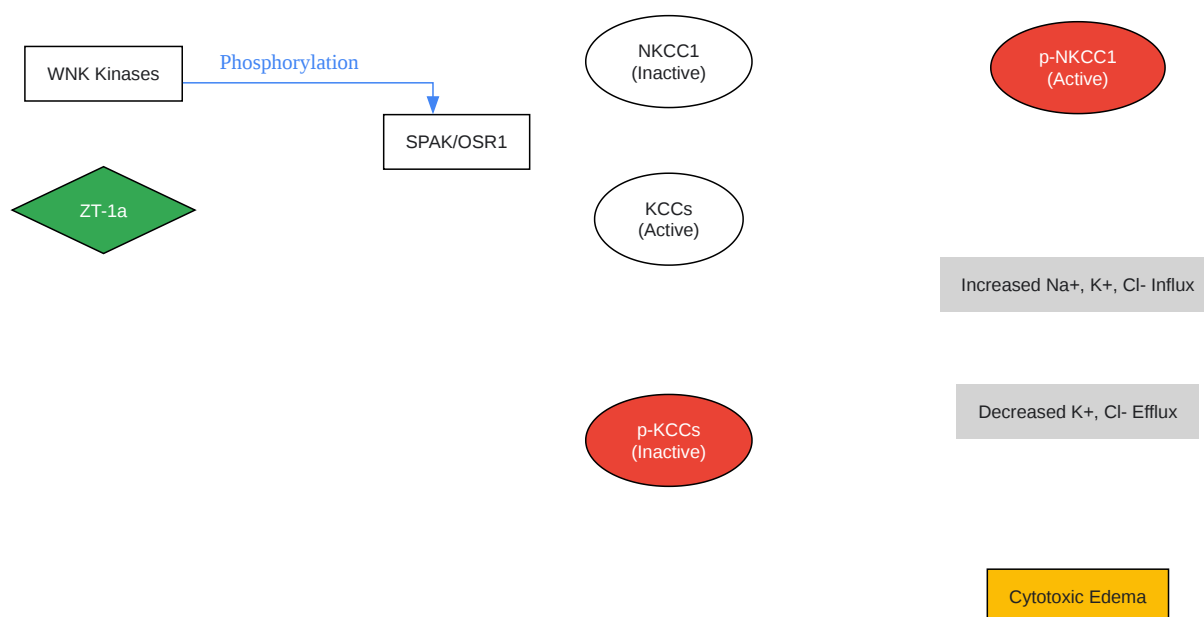 WNK Kinases
Phosphorylation
SPAK/OSR1
ZT-1a
NKCC1
(Inactive)
KCCs
(Active)
p-KCCs
(Inactive)
p-NKCC1
(Active)
Increased Na+, K+, Cl- Influx
Decreased K+, Cl- Efflux
Cytotoxic Edema